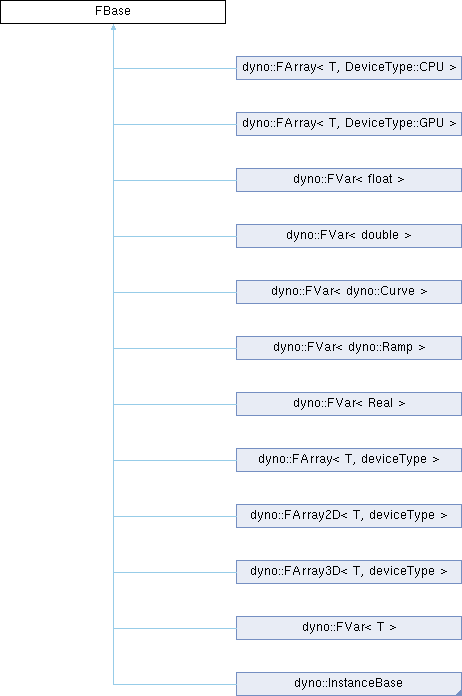 FBase
dyno::FArray< T, DeviceType::CPU >
dyno::FArray< T, DeviceType::GPU >
dyno::FVar< float >
dyno::FVar< double >
dyno::FVar< dyno::Curve >
dyno::FVar< dyno::Ramp >
dyno::FVar< Real >
dyno::FArray< T, deviceType >
dyno::FArray2D< T, deviceType >
dyno::FArray3D< T, deviceType >
dyno::FVar< T >
dyno::InstanceBase